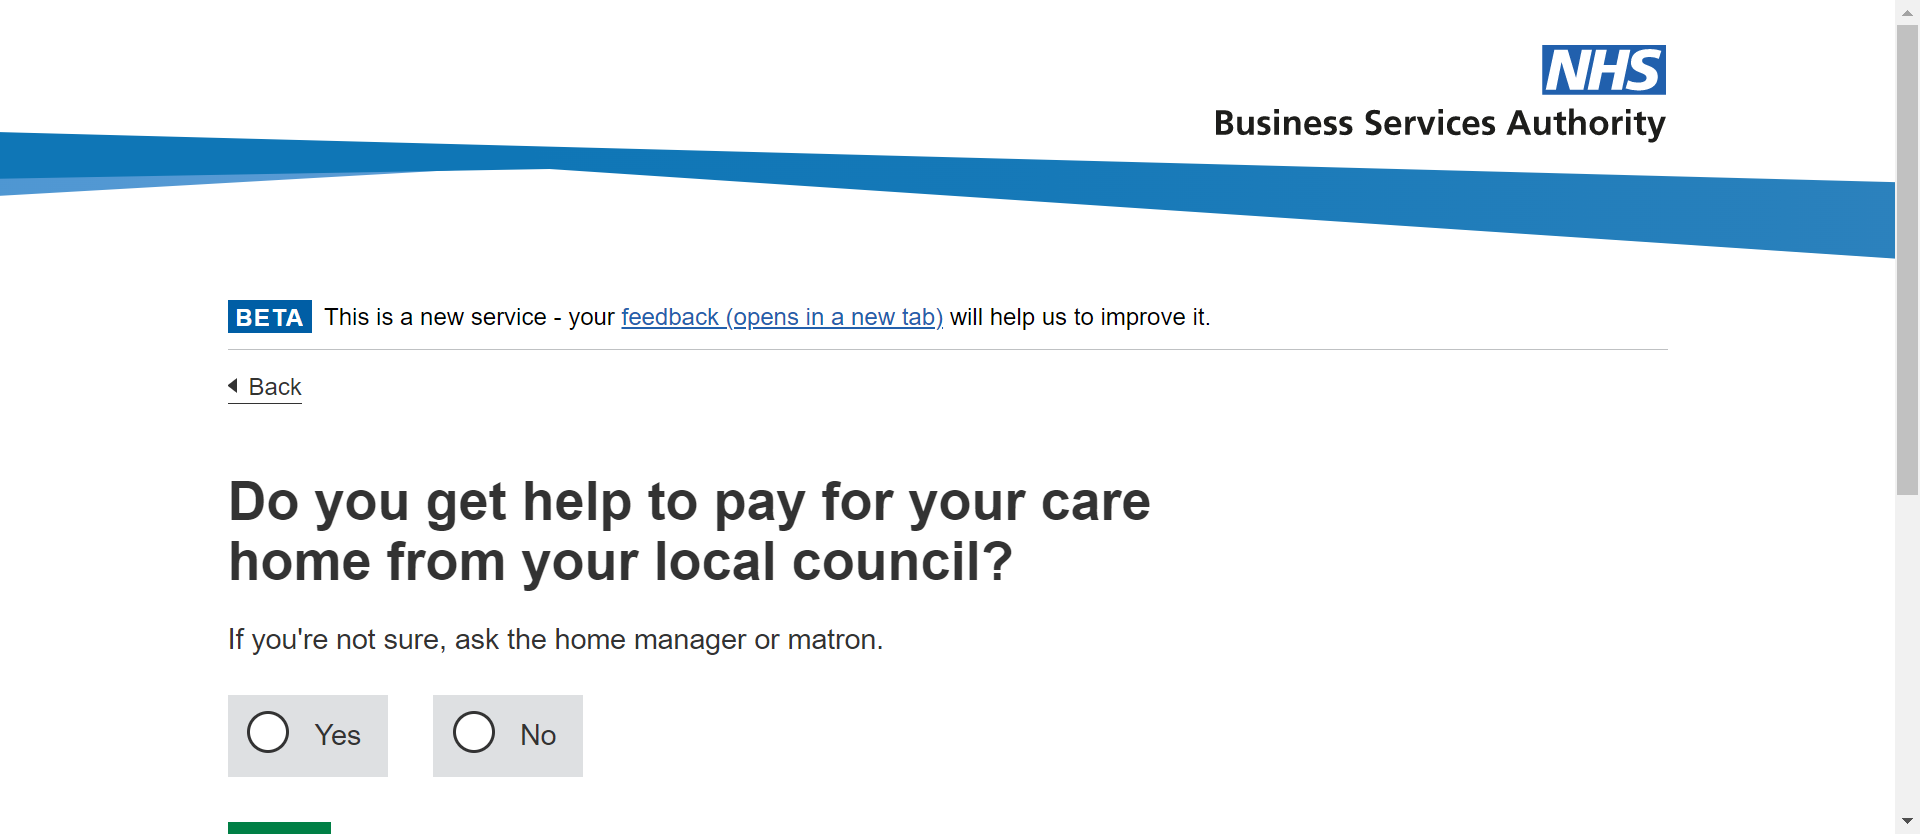 NHS
Business Services Authority
BETA This is a new service - your feedback (opens in a new tab) will help us to improve it.
Back
Do you get help to pay for your care
home from your local council?
If you're not sure, ask the home manager or matron.
Yes No